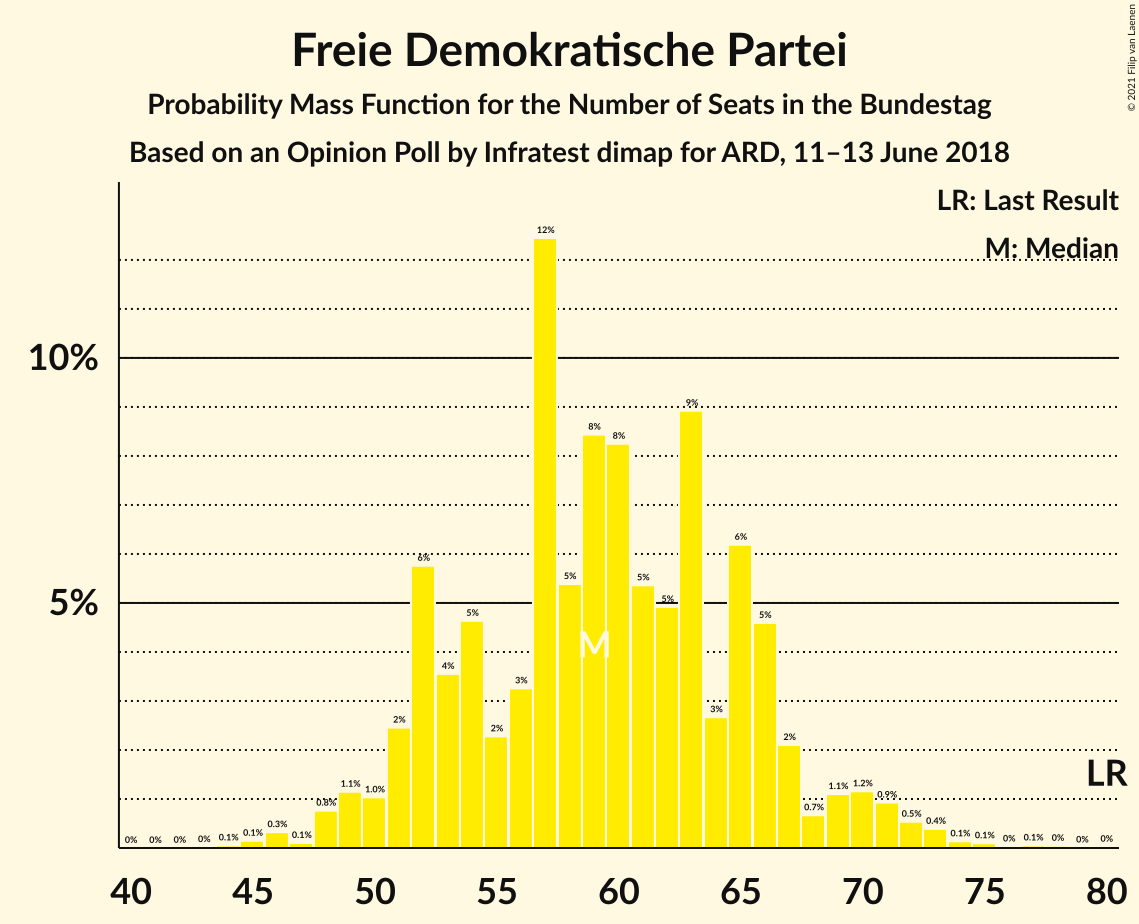 Freie Demokratische Partei
Probability Mass Function for the Number of Seats in the Bundestag
Based on an Opinion Poll by Infratest dimap for ARD, 11–13 June 2018
© 2021 Filip van Laenen
LR: Last Result
M: Median
10%
5%
0% 0% 0% 0% 0.1% 0.1% 0.3% 0.1% 0.8% 1.1% 1.0% 2% 6% 4% 5% 2% 3% 12% 5% 8% 8% 5% 5% 9% 3% 6% 5% 2% 0.7% 1.1% 1.2% 0.9% 0.5% 0.4% 0.1% 0.1% 0% 0.1% 0% 0% 0%
M
LR
40 45 50 55 60 65 70 75 80